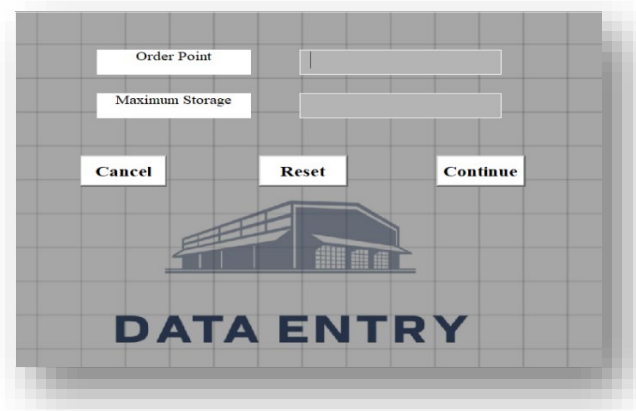 Order Point
Maximum Storage
Cancel Reset Continue
DATA ENTRY